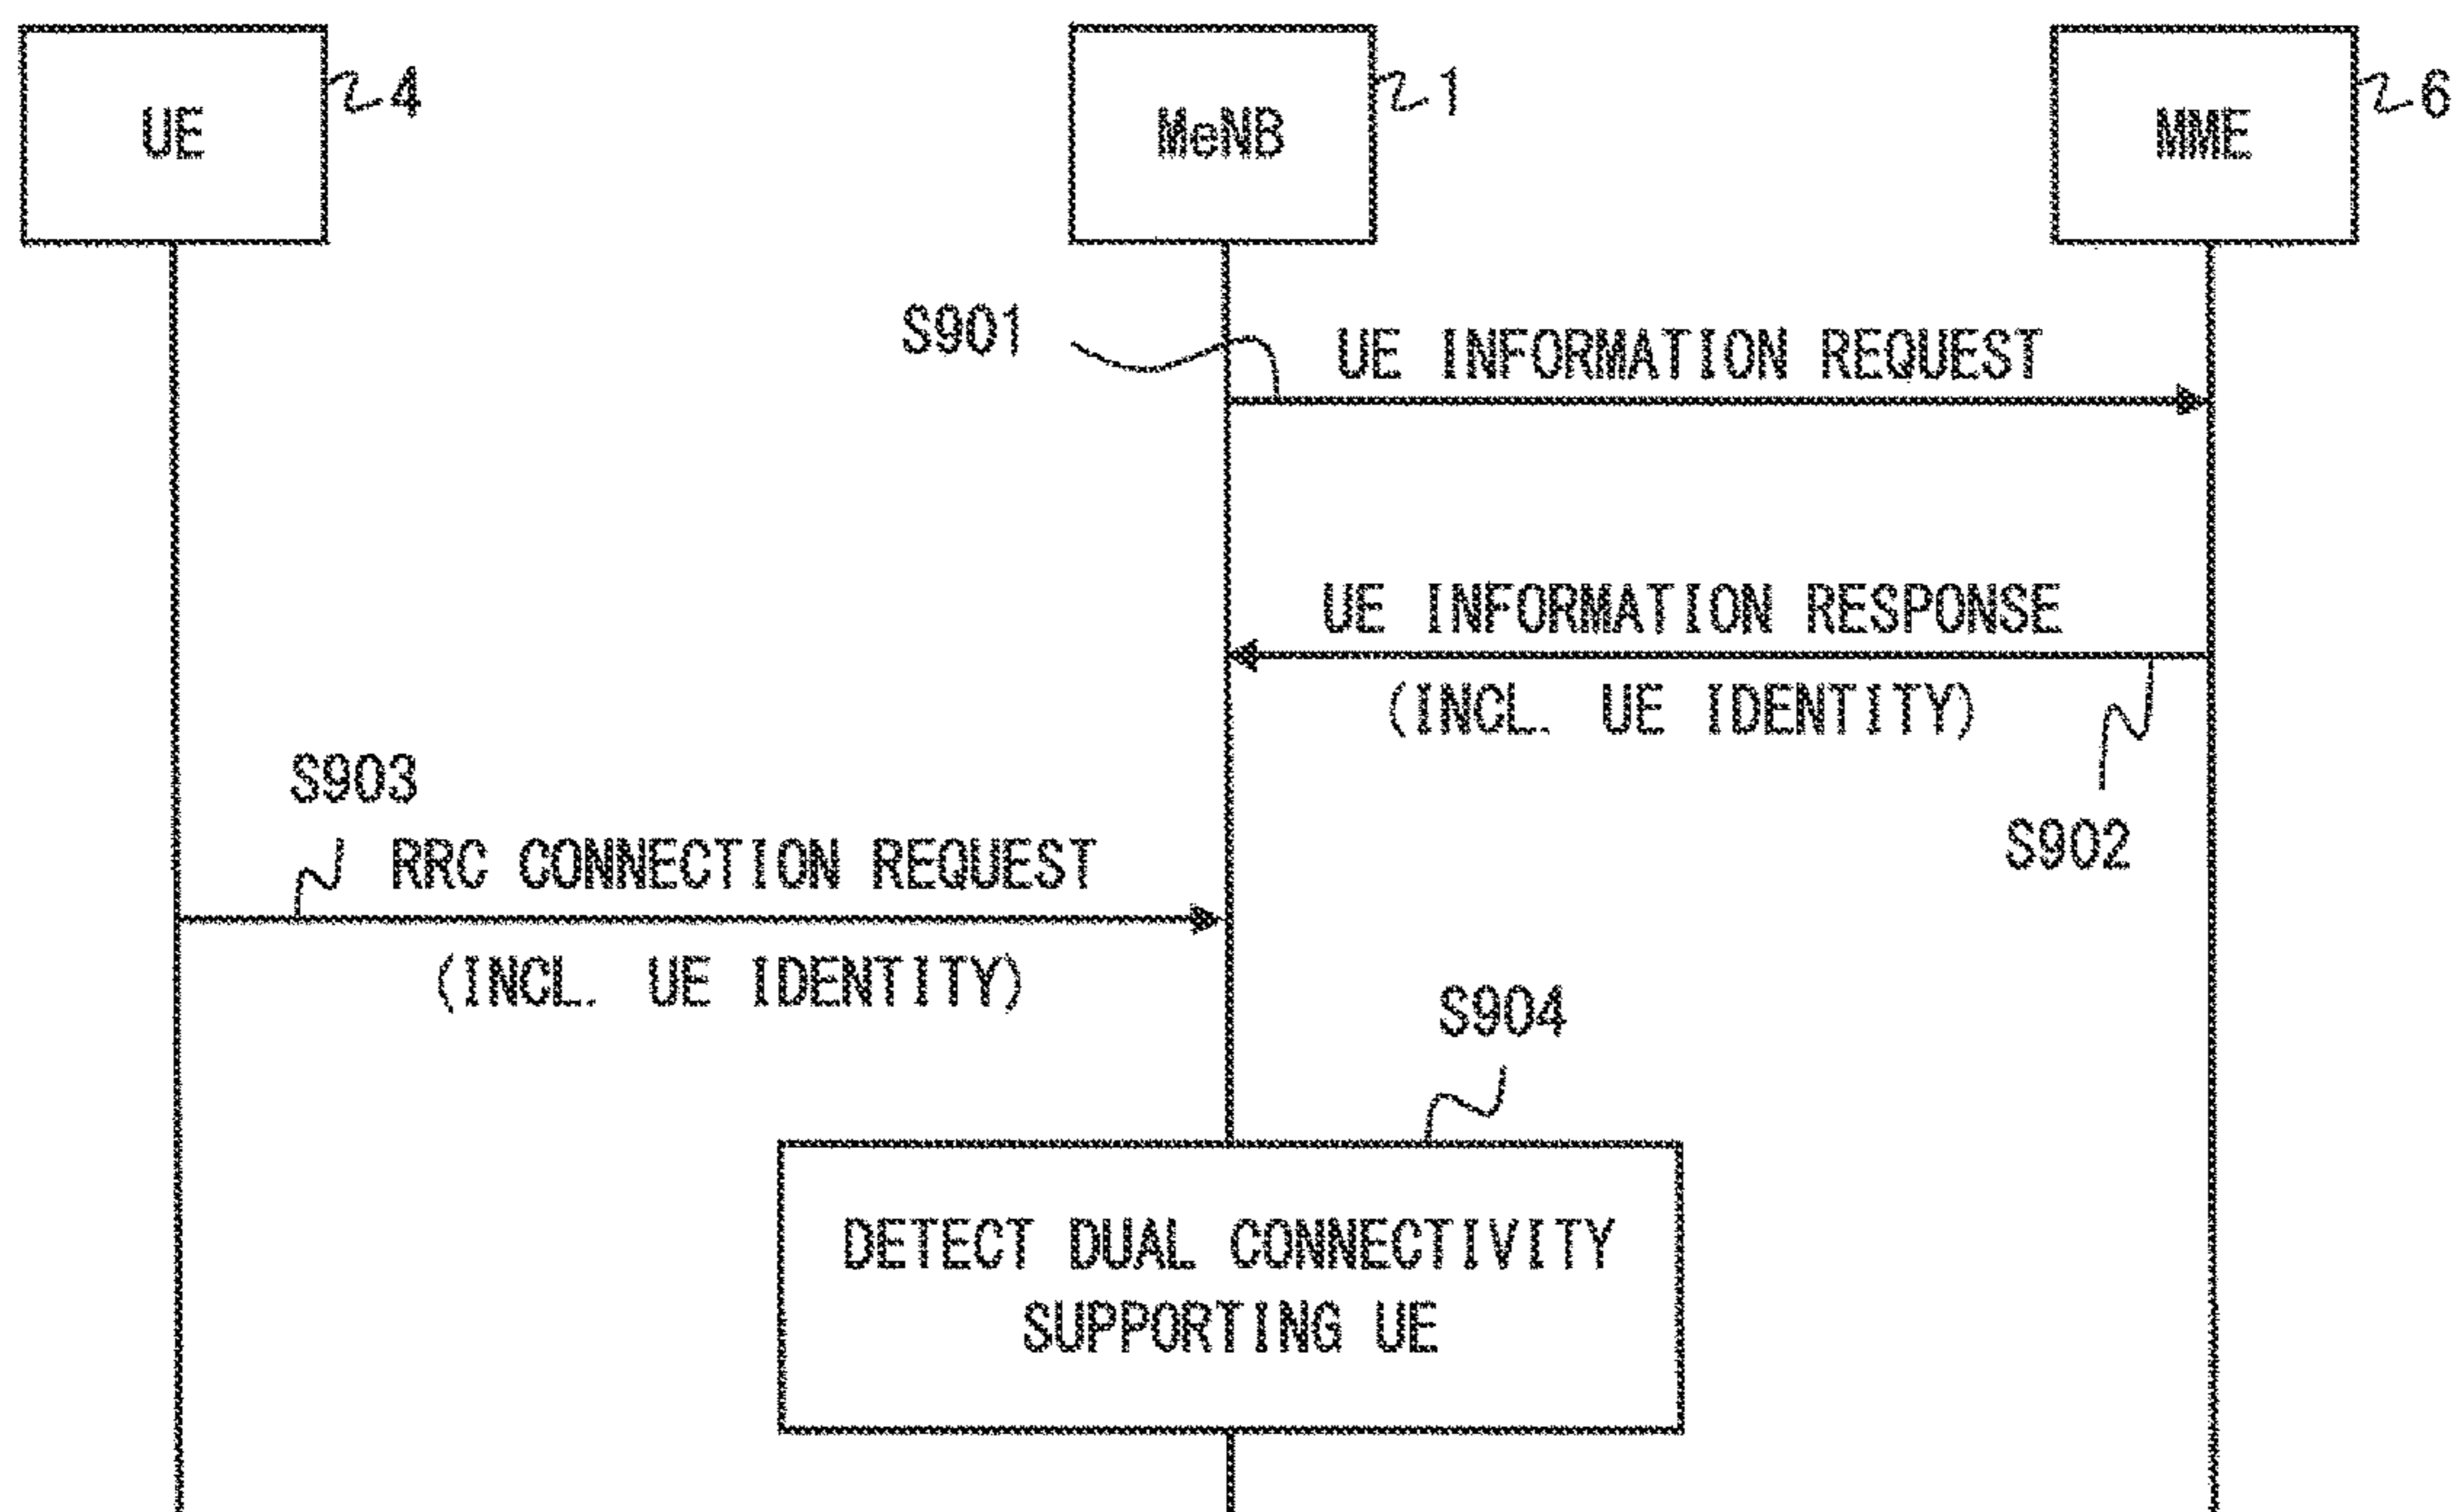 UE
4
MeNB
1
MME
6
S901
UE INFORMATION REQUEST
UE INFORMATION RESPONSE
(INCL. UE IDENTITY)
S902
S903
RRC CONNECTION REQUEST
(INCL. UE IDENTITY)
S904
DETECT DUAL CONNECTIVITY
SUPPORTING UE